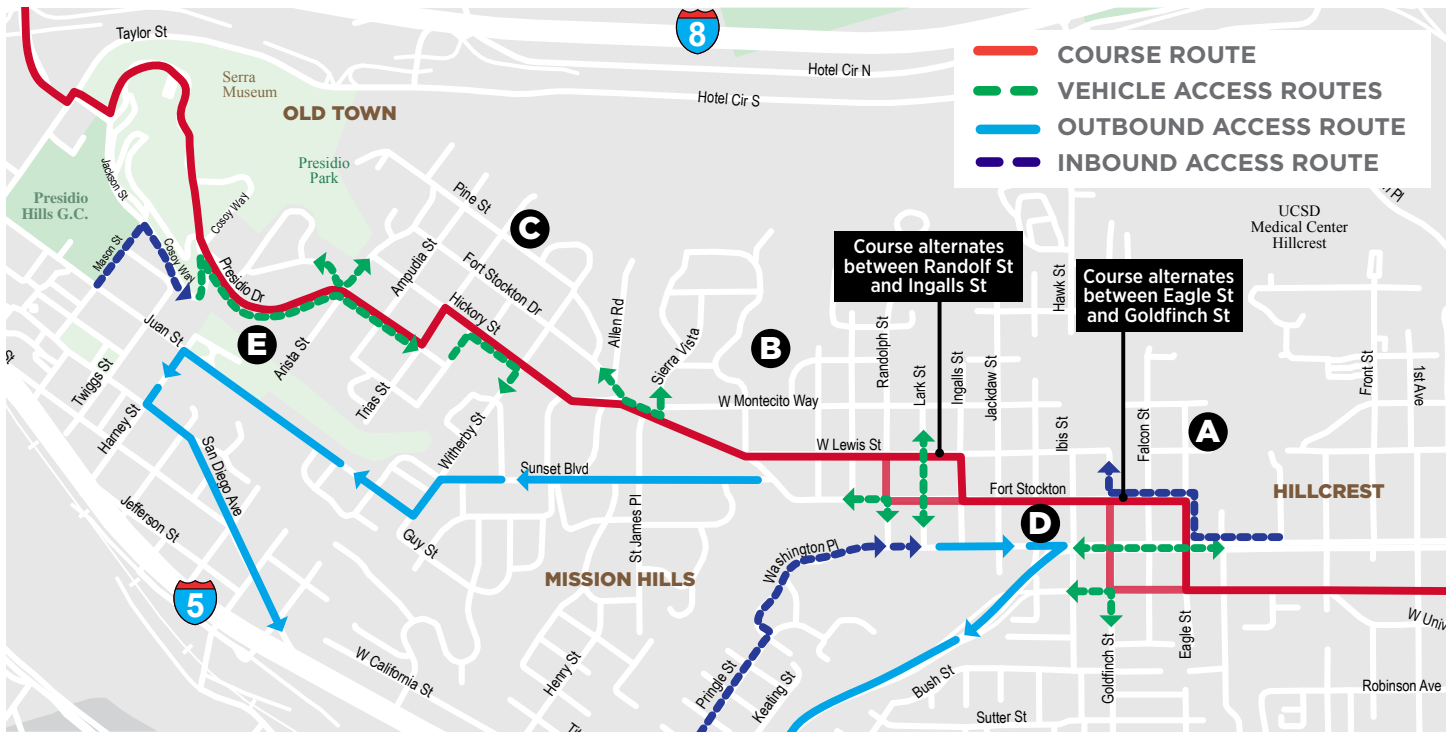 Taylor St
8
Hotel Cir N
Hotel Cir S
COURSE ROUTE
VEHICLE ACCESS ROUTES
OUTBOUND ACCESS ROUTE
INBOUND ACCESS ROUTE
Serra
Museum
OLD TOWN
Presidio
Park
Presidio
Hills G.C.
Jackson St
Cosoy Way
Mason St
Cosoy Way
Presidio Dr
Pine St
C
Ampudia St
Fort Stockton Dr
Hickory St
UCSD
Medical Center
Hillcrest
Course alternates
between Randolf St
and Ingalls St
Hawk St
Course alternates
between Eagle St
and Goldfinch St
Juan St
E
Arista St
Allen Rd
Sierra Vista
B
Randolph St
Lark St
Ingalls St
Jackdaw St
Front St
1st Ave
Twiggs St
Trias St
W Montecito Way
Ibis St
Falcon St
A
Harney St
San Diego Ave
Witherby St
Sunset Blvd
W Lewis St
Fort Stockton
HILLCREST
Jefferson St
Guy St
St James Pl
D
Washington Pl
MISSION HILLS
5
W California St
Henry St
Pringle St
Keating St
Bush St
Goldfinch St
Eagle St
W Univ
Robinson Ave
Sutter St